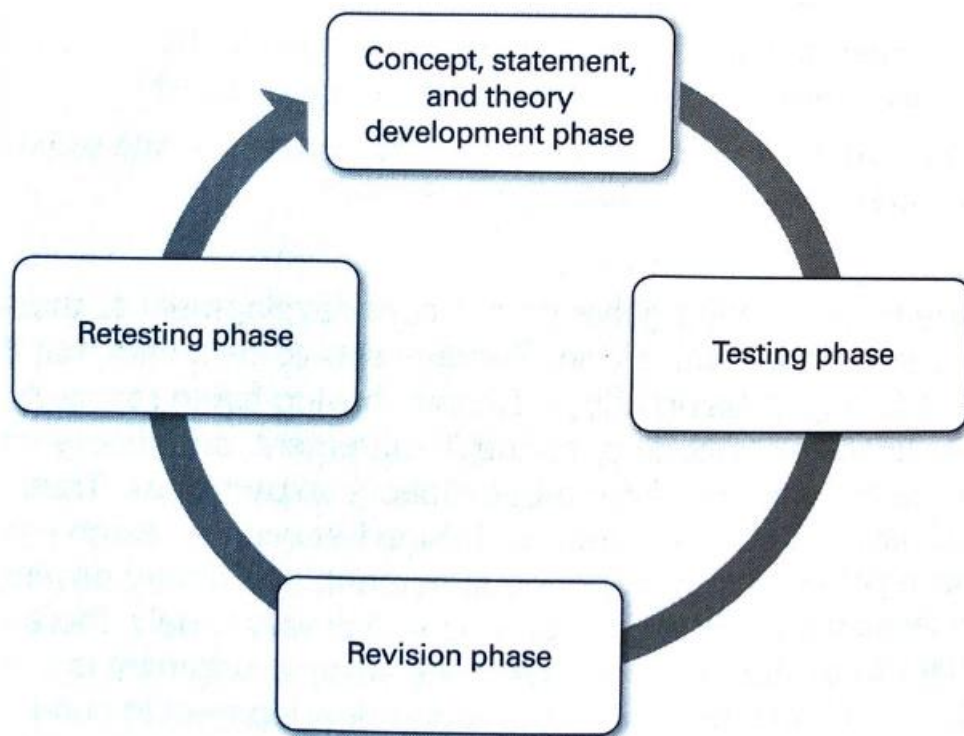 Concept, statement,
and theory
development phase
Retesting phase
Testing phase
Revision phase